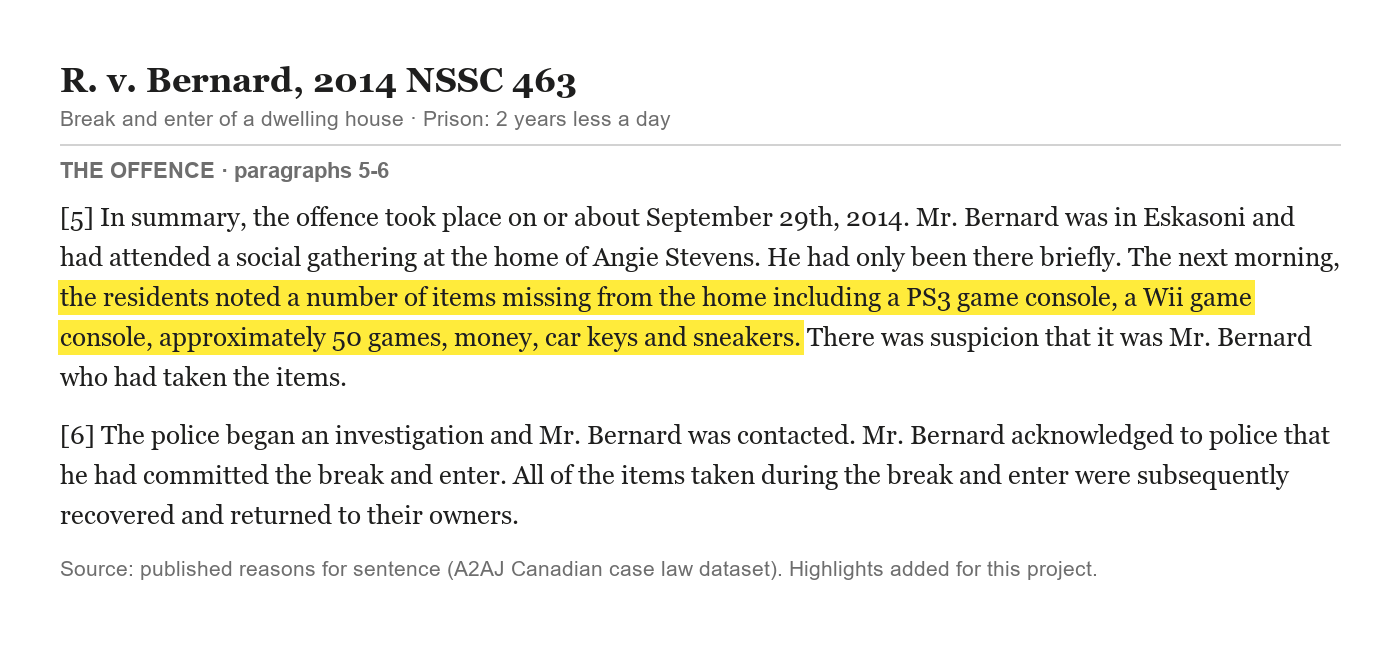 R. v. Bernard, 2014 NSSC 463
Break and enter of a dwelling house · Prison: 2 years less a day
THE OFFENCE · paragraphs 5-6
[5] In summary, the offence took place on or about September 29th, 2014. Mr. Bernard was in Eskasoni and
had attended a social gathering at the home of Angie Stevens. He had only been there briefly. The next morning,
the residents noted a number of items missing from the home including a PS3 game console, a Wii game
console, approximately 50 games, money, car keys and sneakers. There was suspicion that it was Mr. Bernard
who had taken the items.
[6] The police began an investigation and Mr. Bernard was contacted. Mr. Bernard acknowledged to police that
he had committed the break and enter. All of the items taken during the break and enter were subsequently
recovered and returned to their owners.
Source: published reasons for sentence (A2AJ Canadian case law dataset). Highlights added for this project.